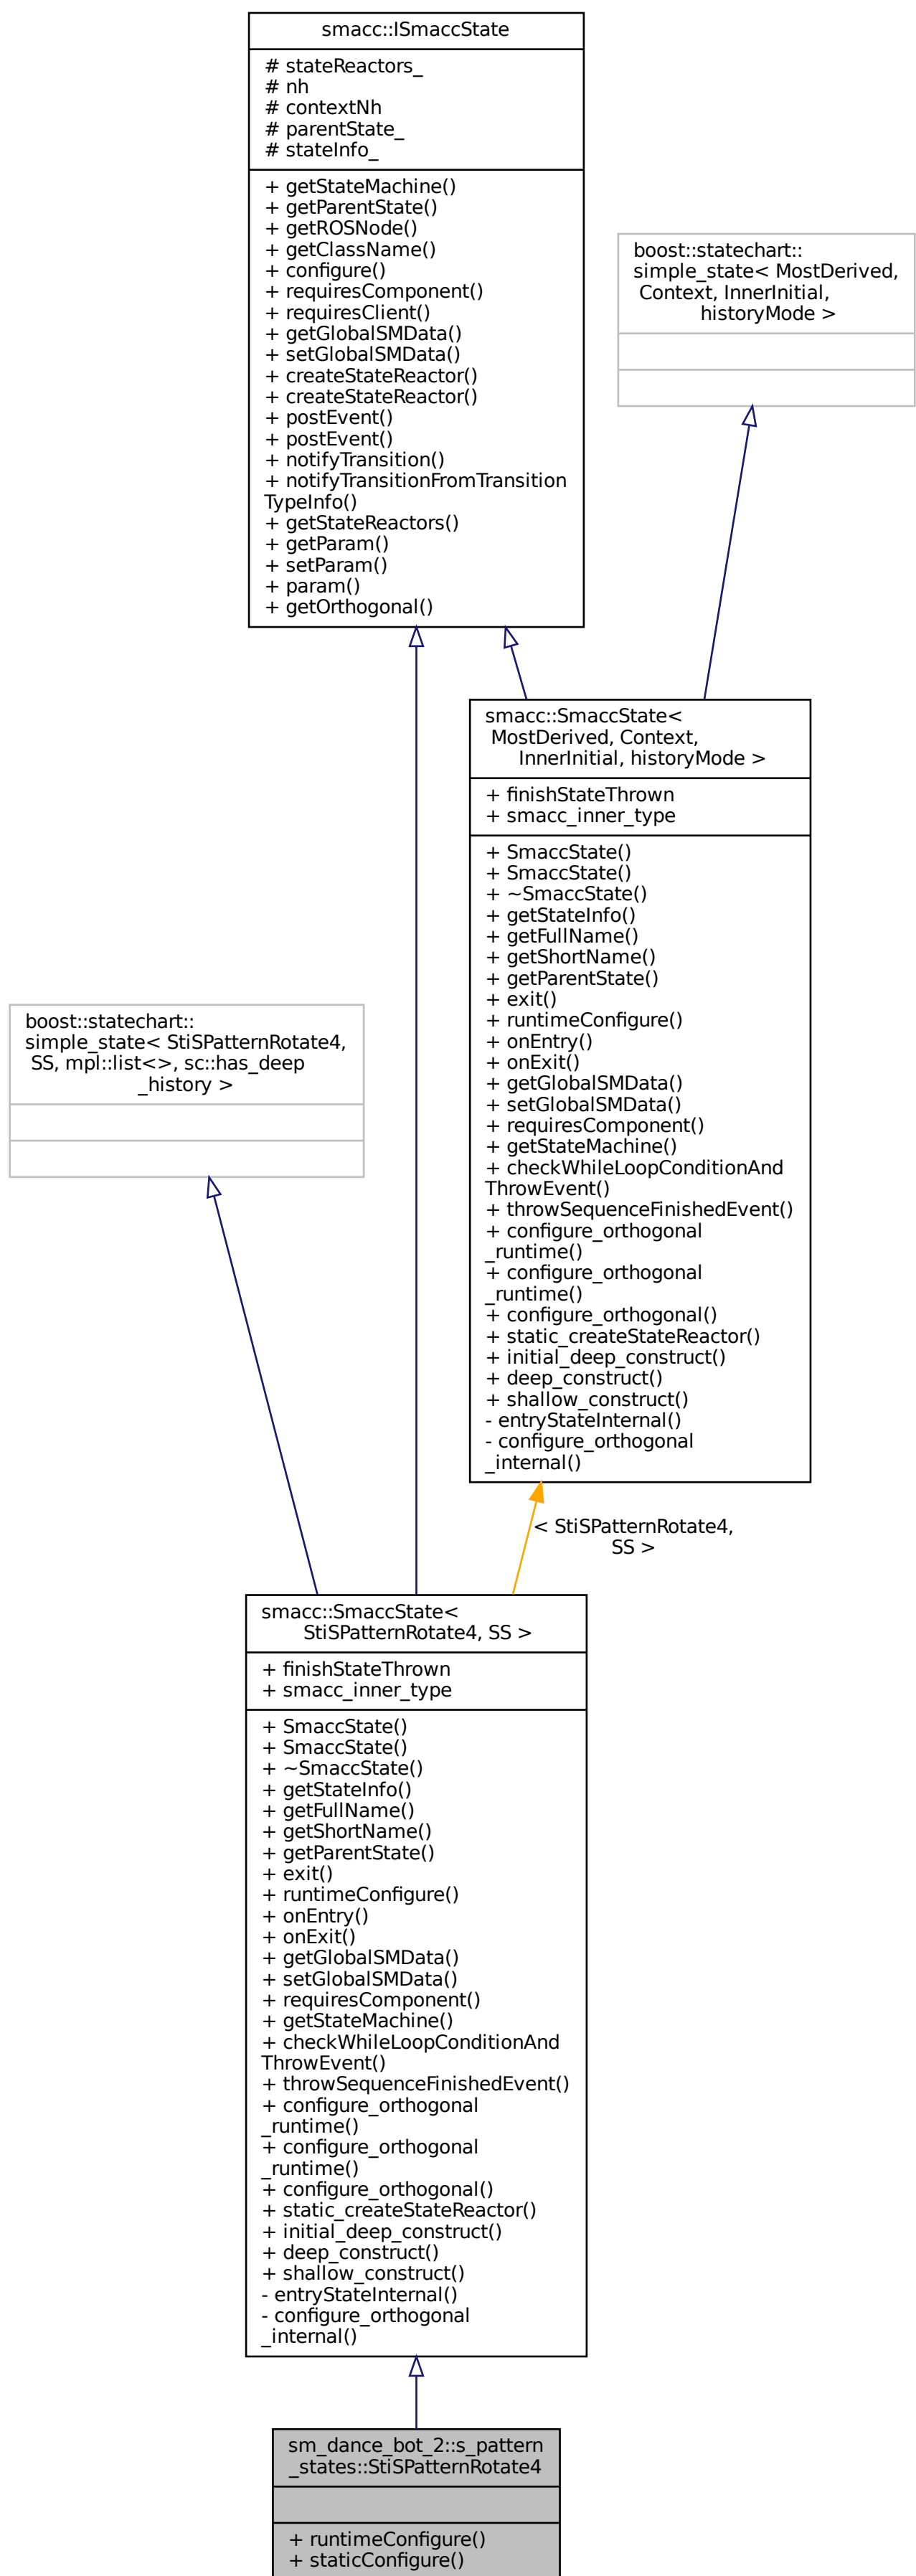 smacc::ISmaccState
# stateReactors_
# nh
# contextNh
# parentState_
# stateInfo_
+ getStateMachine()
+ getParentState()
+ getROSNode()
+ getClassName()
+ configure()
+ requiresComponent()
+ requiresClient()
+ getGlobalSMData()
+ setGlobalSMData()
+ createStateReactor()
+ createStateReactor()
+ postEvent()
+ postEvent()
+ notifyTransition()
+ notifyTransitionFromTransition
TypeInfo()
+ getStateReactors()
+ getParam()
+ setParam()
+ param()
+ getOrthogonal()
boost::statechart::
simple_state< MostDerived,
Context, InnerInitial,
historyMode >
smacc::SmaccState<
MostDerived, Context,
InnerInitial, historyMode >
+ finishStateThrown
+ smacc_inner_type
+ SmaccState()
+ SmaccState()
+ ~SmaccState()
+ getStateInfo()
+ getFullName()
+ getShortName()
+ getParentState()
+ exit()
+ runtimeConfigure()
+ onEntry()
+ onExit()
+ getGlobalSMData()
+ setGlobalSMData()
+ requiresComponent()
+ getStateMachine()
+ checkWhileLoopConditionAnd
ThrowEvent()
+ throwSequenceFinishedEvent()
+ configure_orthogonal
_runtime()
+ configure_orthogonal
_runtime()
+ configure_orthogonal()
+ static_createStateReactor()
+ initial_deep_construct()
+ deep_construct()
+ shallow_construct()
- entryStateInternal()
- configure_orthogonal
_internal()
boost::statechart::
simple_state< StiSPatternRotate4,
SS, mpl::list<>, sc::has_deep
_history >
< StiSPatternRotate4,
SS >
smacc::SmaccState<
StiSPatternRotate4, SS >
+ finishStateThrown
+ smacc_inner_type
+ SmaccState()
+ SmaccState()
+ ~SmaccState()
+ getStateInfo()
+ getFullName()
+ getShortName()
+ getParentState()
+ exit()
+ runtimeConfigure()
+ onEntry()
+ onExit()
+ getGlobalSMData()
+ setGlobalSMData()
+ requiresComponent()
+ getStateMachine()
+ checkWhileLoopConditionAnd
ThrowEvent()
+ throwSequenceFinishedEvent()
+ configure_orthogonal
_runtime()
+ configure_orthogonal
_runtime()
+ configure_orthogonal()
+ static_createStateReactor()
+ initial_deep_construct()
+ deep_construct()
+ shallow_construct()
- entryStateInternal()
- configure_orthogonal
_internal()
sm_dance_bot_2::s_pattern
_states::StiSPatternRotate4
+ runtimeConfigure()
+ staticConfigure()